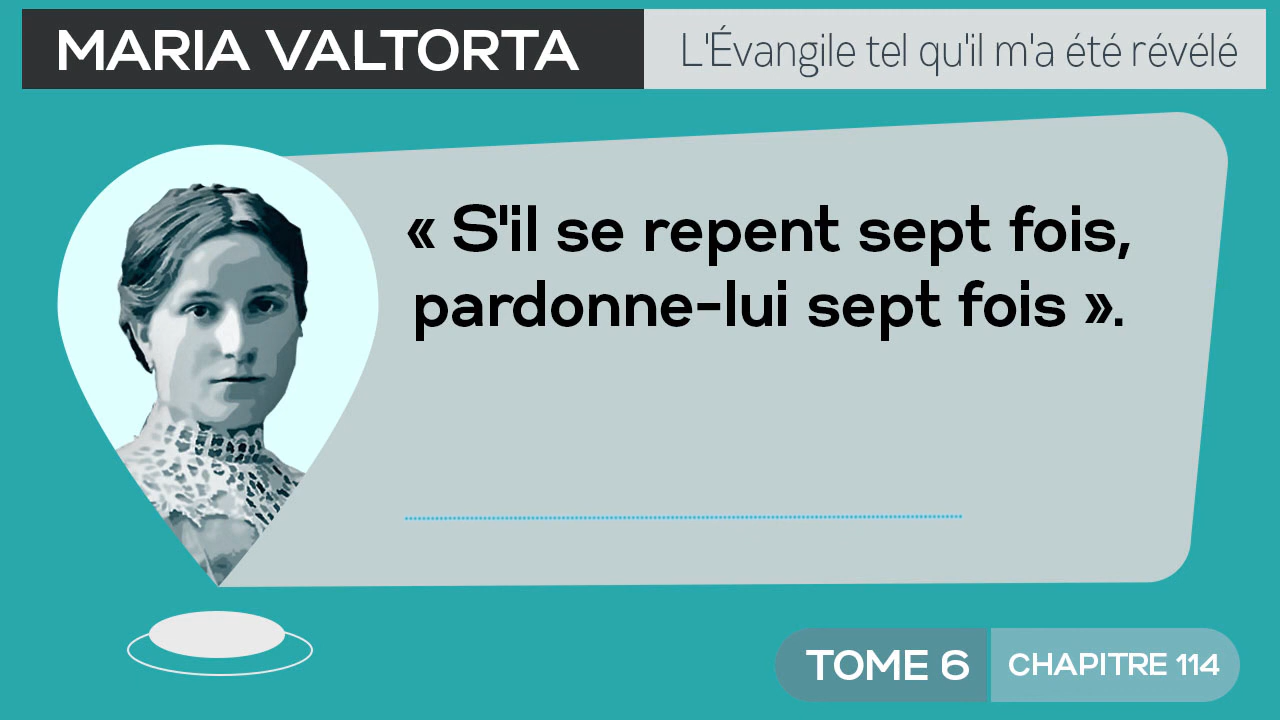 MARIA VALTORTA
L'Évangile tel qu'il m'a été révélé
« S'il se repent sept fois,
pardonne-lui sept fois ».
TOME 6
CHAPITRE 114